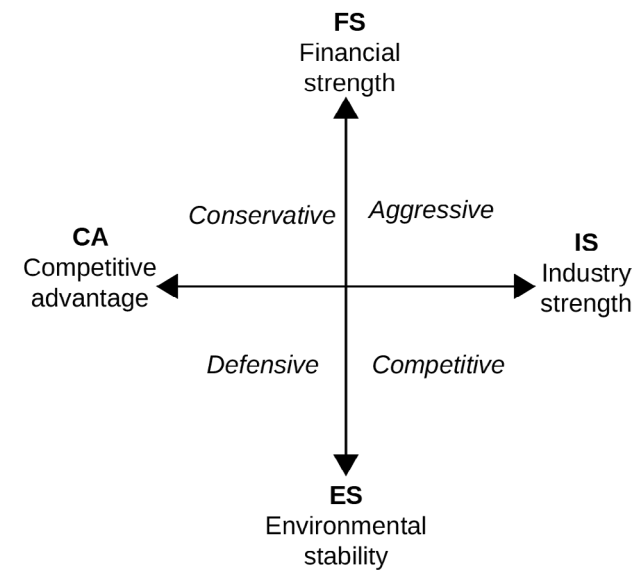 FS
Financial
strength
Conservative
Aggressive
CA
Competitive
advantage
IS
Industry
strength
Defensive
Competitive
ES
Environmental
stability